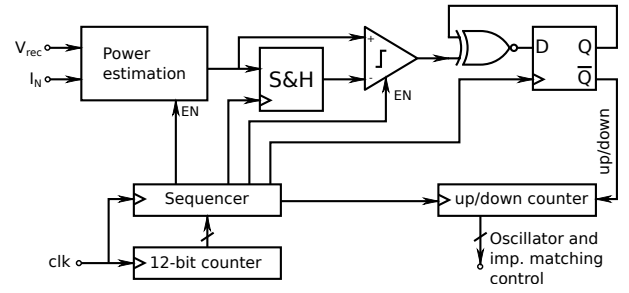 V_rec
I_N
Power
estimation
EN
S&H
+
-
EN
D Q
Q̅
up/down
Sequencer
up/down counter
clk
12-bit counter
Oscillator and
imp. matching
control